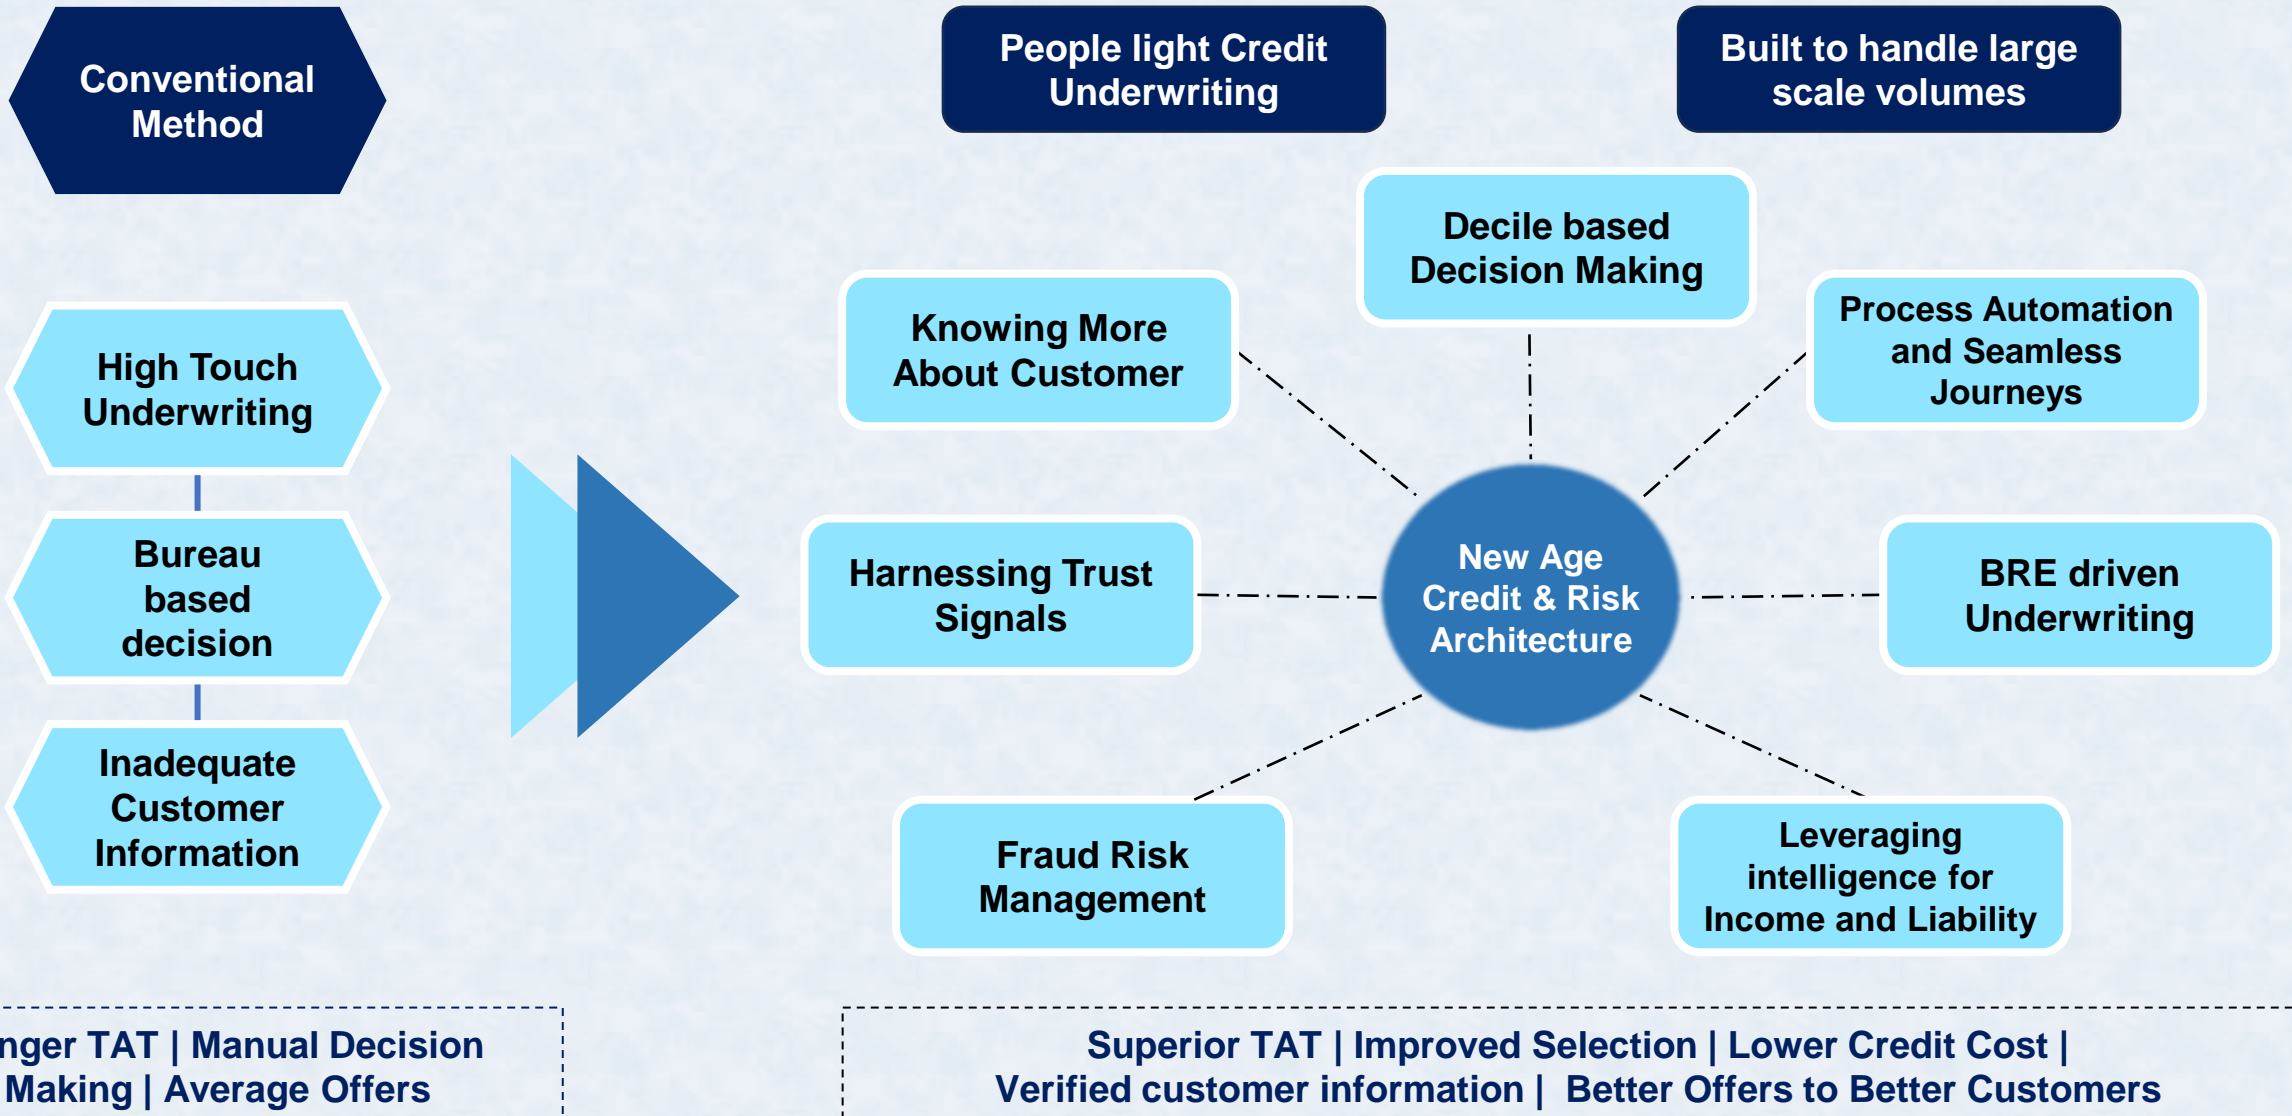 Conventional
Method
People light Credit
Underwriting
Built to handle large
scale volumes
High Touch
Underwriting
Bureau
based
decision
Inadequate
Customer
Information
Decile based
Decision Making
Knowing More
About Customer
Process Automation
and Seamless
Journeys
Harnessing Trust
Signals
New Age
Credit & Risk
Architecture
BRE driven
Underwriting
Fraud Risk
Management
Leveraging
intelligence for
Income and Liability
TAT | Manual Decision
Making | Average Offers
Superior TAT | Improved Selection | Lower Credit Cost |
Verified customer information | Better Offers to Better Customers